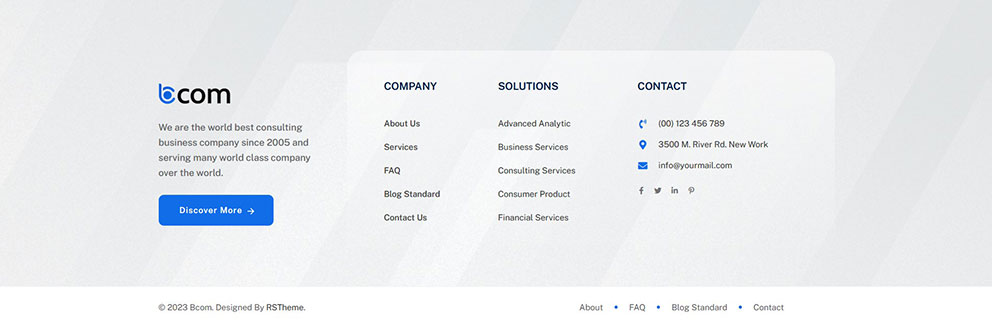 bcom
We are the world best consulting
business company since 2005 and
serving many world class company
over the world.
Discover More
COMPANY
About Us
Services
FAQ
Blog Standard
Contact Us
SOLUTIONS
Advanced Analytic
Business Services
Consulting Services
Consumer Product
Financial Services
CONTACT
(00) 123 456 789
3500 M. River Rd. New Work
info@yourmail.com
© 2023 Bcom. Designed By RSTheme.
About • FAQ • Blog Standard • Contact